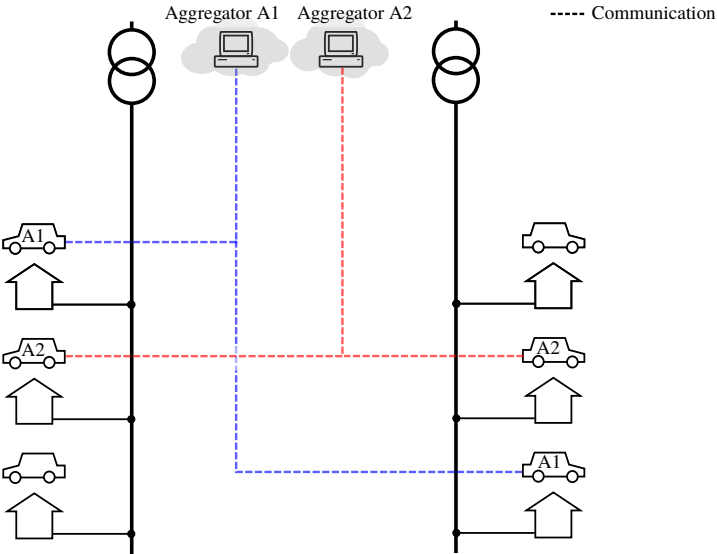 Aggregator A1
Aggregator A2
Communication
A1
A2
A2
A1